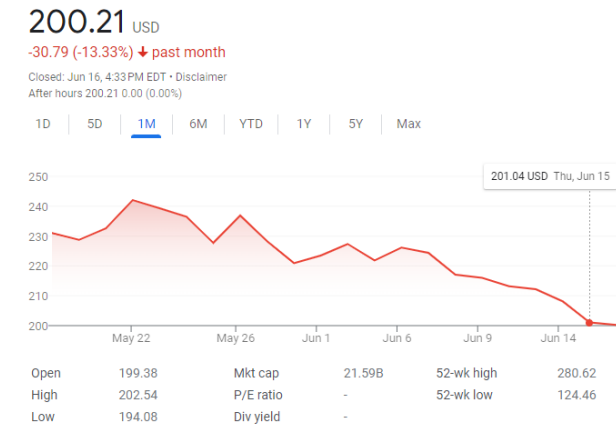 200.21 USD
-30.79 (-13.33%) ↓ past month
Closed: Jun 16, 4:33 PM EDT • Disclaimer
After hours 200.21 0.00 (0.00%)
1D 5D 1M 6M YTD 1Y 5Y Max
201.04 USD Thu, Jun 15
250
240
230
220
210
200
May 22 May 26 Jun 1 Jun 6 Jun 9 Jun 14
Open 199.38 Mkt cap 21.59B 52-wk high 280.62
High 202.54 P/E ratio - 52-wk low 124.46
Low 194.08 Div yield -